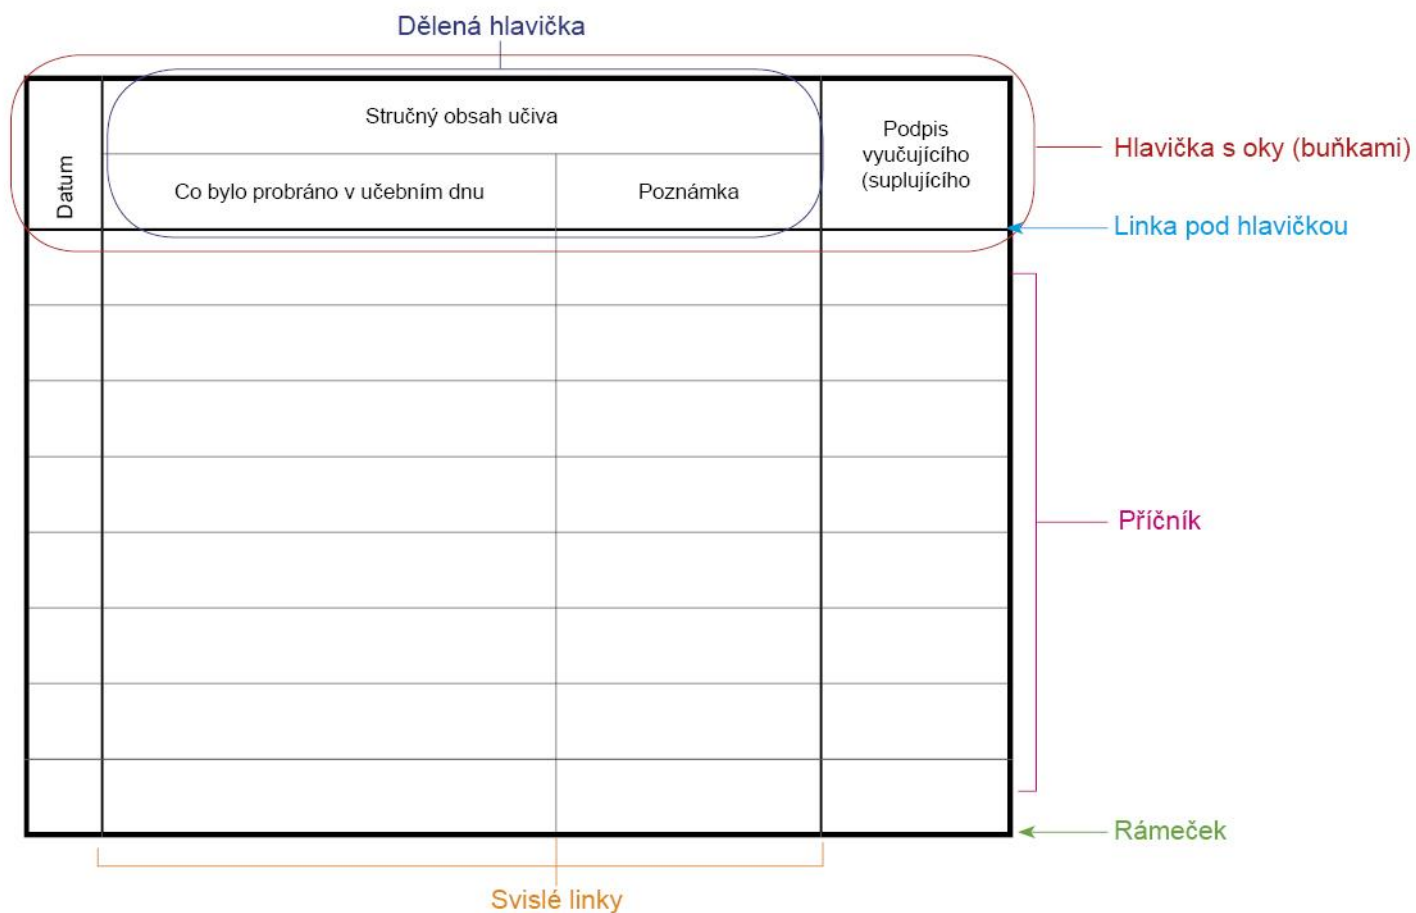 Dělená hlavička
Stručný obsah učiva
Podpis
vyučujícího
(suplujícího
Datum
Co bylo probráno v učebním dnu
Poznámka
Hlavička s oky (buňkami)
Linka pod hlavičkou
Příčník
Rámeček
Svislé linky